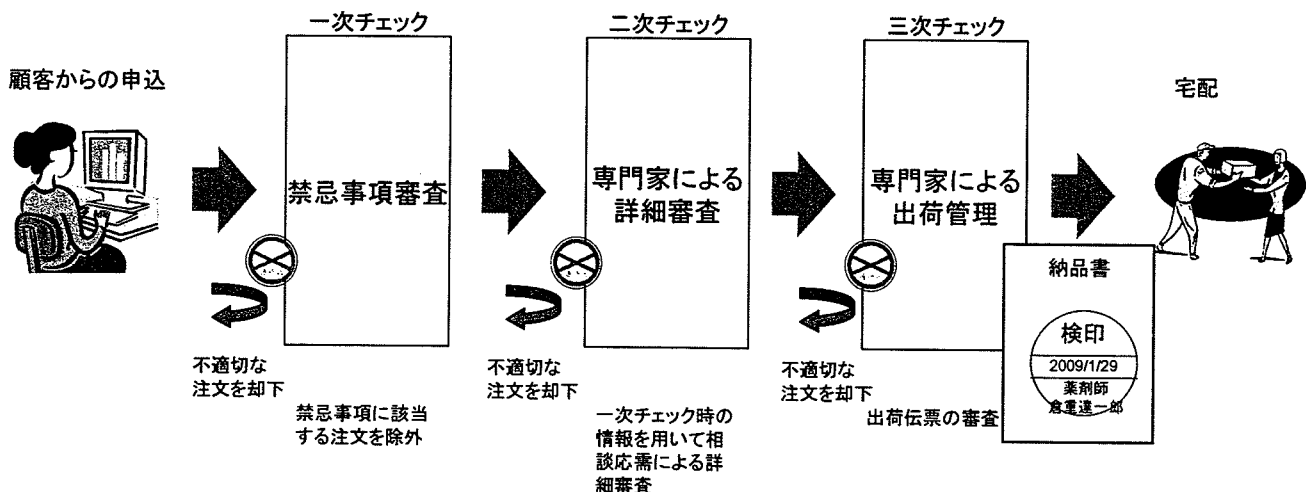 一次チェック
二次チェック
三次チェック
顧客からの申込
宅配
禁忌事項審査
専門家による
詳細審査
専門家による
出荷管理
納品書
検印
2009/1/29
薬剤師
倉重達一郎
不適切な
注文を却下
不適切な
注文を却下
不適切な
注文を却下
禁忌事項に該当
する注文を除外
一次チェック時の
情報を用いて相
談応需による詳
細審査
出荷伝票の審査